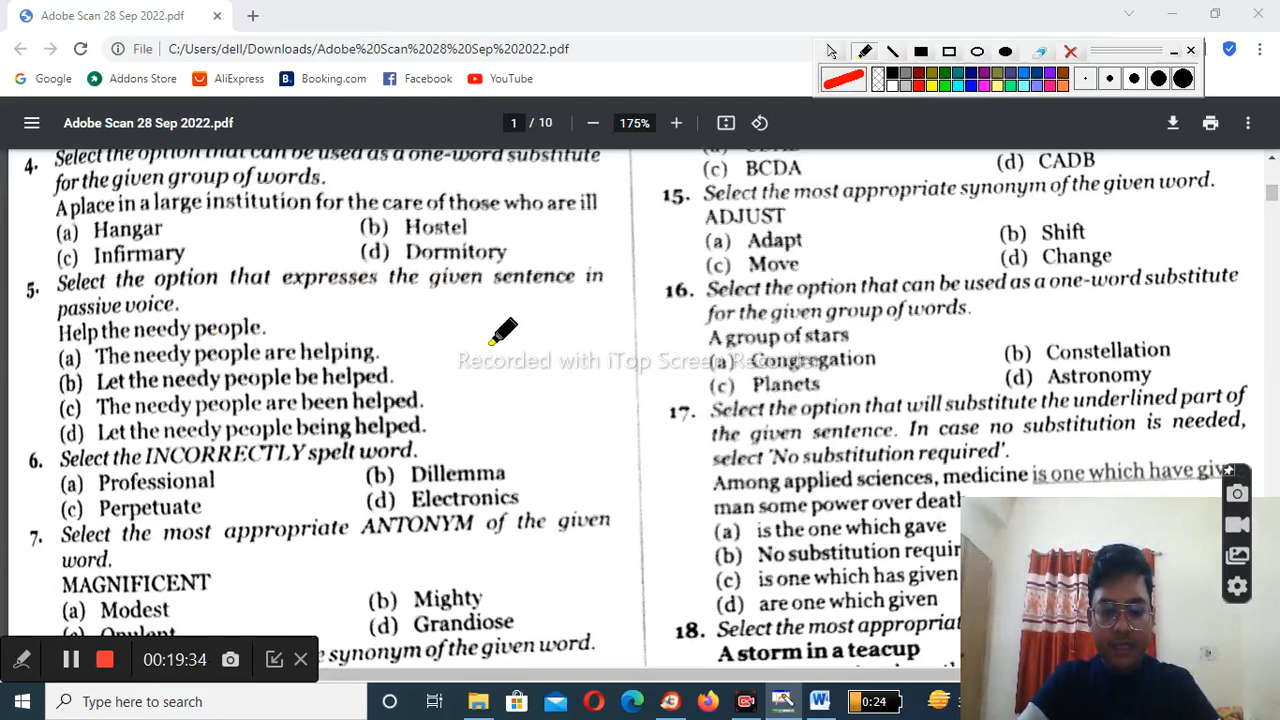 Adobe Scan 28 Sep 2022.pdf
File
C:/Users/dell/Downloads/Adobe%20Scan%2028%20Sep%202022.pdf
Google
Addons Store
AliExpress
Booking.com
Facebook
YouTube
Adobe Scan 28 Sep 2022.pdf
1 / 10
175%
4. Select the option that can be used as a one-word substitute
for the given group of words.
A place in a large institution for the care of those who are ill
(a) Hangar (b) Hostel
(c) Infirmary (d) Dormitory
5. Select the option that expresses the given sentence in
passive voice.
Help the needy people.
(a) The needy people are helping.
(b) Let the needy people be helped.
(c) The needy people are been helped.
(d) Let the needy people being helped.
6. Select the INCORRECTLY spelt word.
(a) Professional (b) Dillemma
(c) Perpetuate (d) Electronics
7. Select the most appropriate ANTONYM of the given
word.
MAGNIFICENT
(a) Modest (b) Mighty
(c) Opulent (d) Grandiose
synonym of the given word.
(c) BCDA (d) CADB
15. Select the most appropriate synonym of the given word.
ADJUST
(a) Adapt (b) Shift
(c) Move (d) Change
16. Select the option that can be used as a one-word substitute
for the given group of words.
A group of stars
(a) Congregation (b) Constellation
(c) Planets (d) Astronomy
17. Select the option that will substitute the underlined part of
the given sentence. In case no substitution is needed,
select 'No substitution required'.
Among applied sciences, medicine is one which have giv
man some power over death
(a) is the one which gave
(b) No substitution requir
(c) is one which has given
(d) are one which given
18. Select the most appropria
A storm in a teacup
Recorded with iTop Screen
00:19:34
Type here to search
0:24